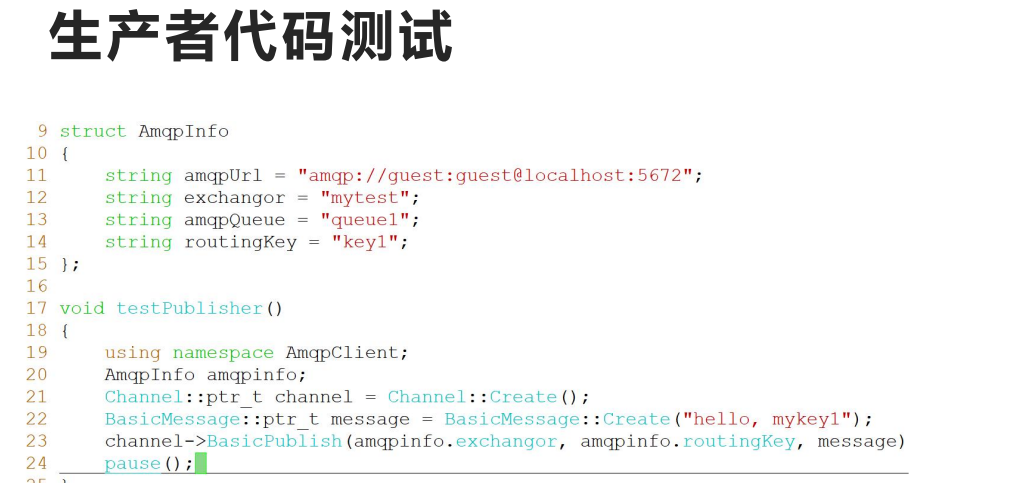 生产者代码测试
9 struct AmqpInfo
10 {
11     string amqpUrl = "amqp://guest:guest@localhost:5672";
12     string exchangor = "mytest";
13     string amqpQueue = "queue1";
14     string routingKey = "key1";
15 };
16
17 void testPublisher()
18 {
19     using namespace AmqpClient;
20     AmqpInfo amqpinfo;
21     Channel::ptr_t channel = Channel::Create();
22     BasicMessage::ptr_t message = BasicMessage::Create("hello, mykey1");
23     channel->BasicPublish(amqpinfo.exchangor, amqpinfo.routingKey, message)
24     pause();